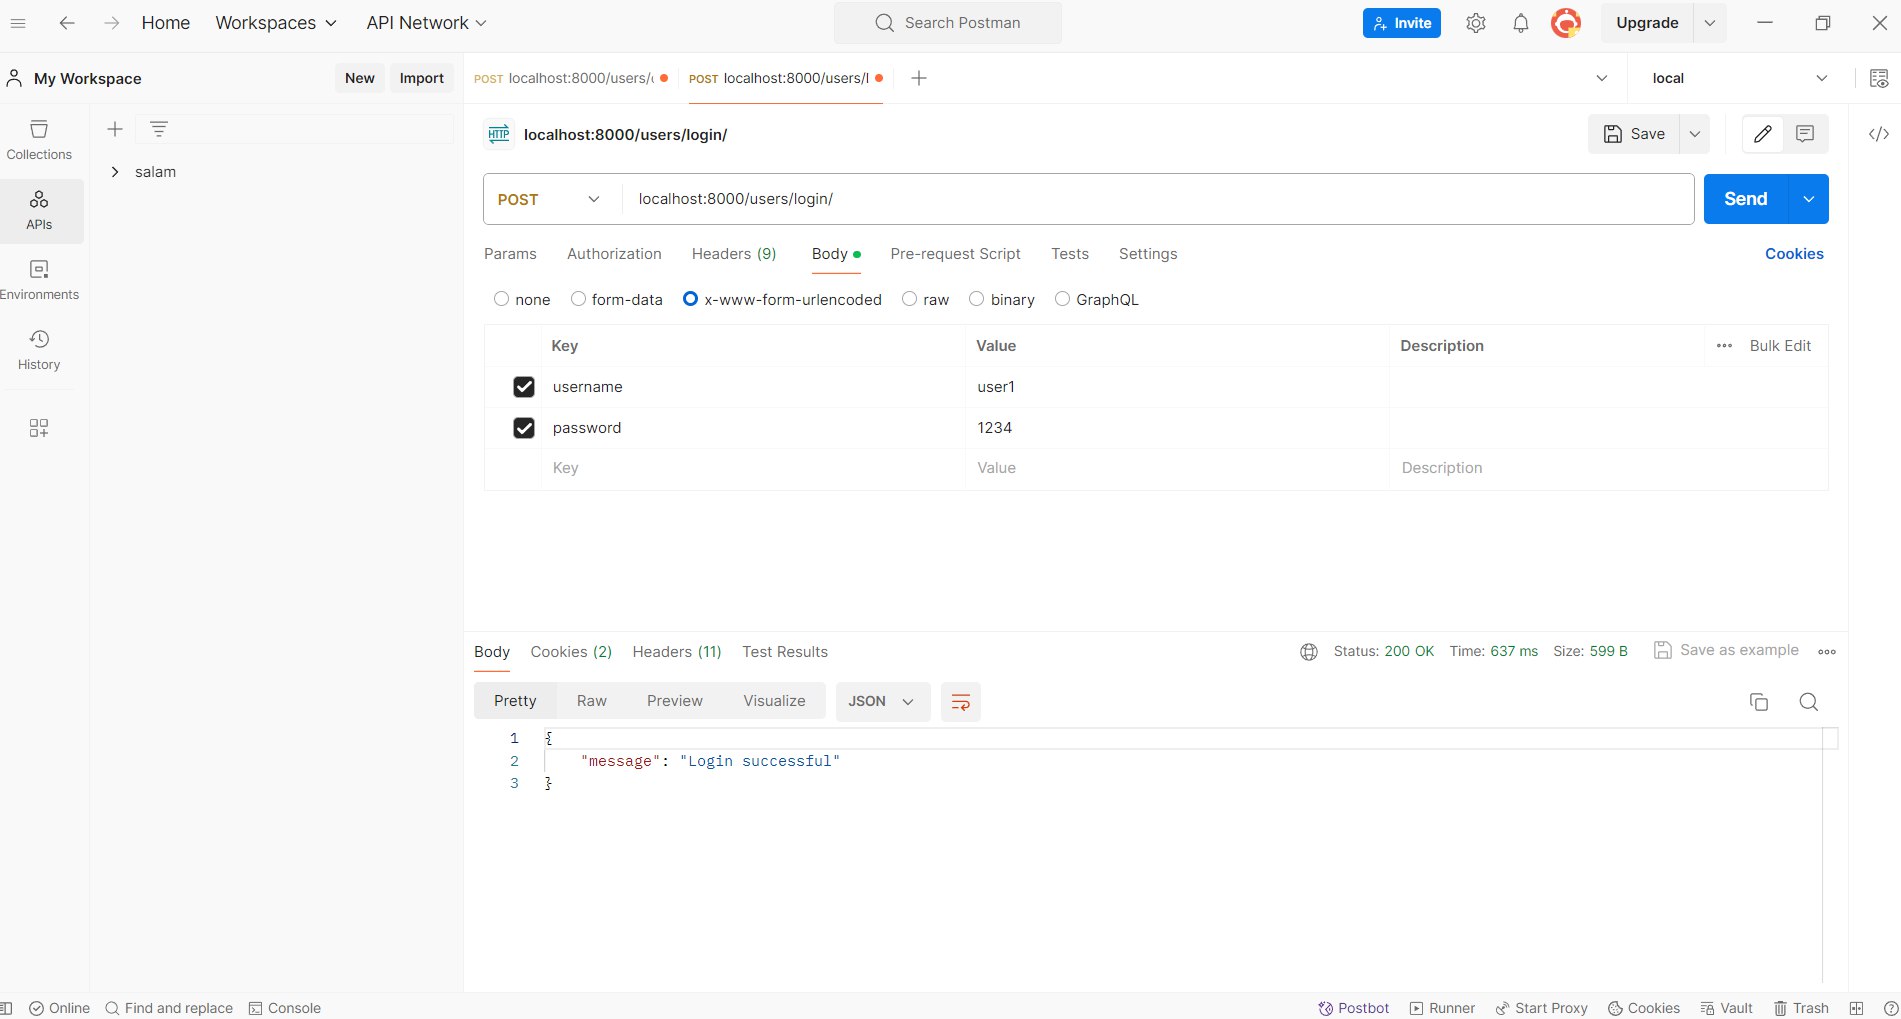 Home Workspaces API Network Search Postman Invite Upgrade
My Workspace New Import POST localhost:8000/users/ POST localhost:8000/users/l local
HTTP localhost:8000/users/login/ Save
Collections
salam
POST localhost:8000/users/login/ Send
APIs
Params Authorization Headers (9) Body Pre-request Script Tests Settings Cookies
Environments
none form-data x-www-form-urlencoded raw binary GraphQL
History
Key Value Description Bulk Edit
username user1
password 1234
Key Value Description
Body Cookies (2) Headers (11) Test Results Status: 200 OK Time: 637 ms Size: 599 B Save as example
Pretty Raw Preview Visualize JSON
1 {
2 "message": "Login successful"
3 }
Online Find and replace Console Postbot Runner Start Proxy Cookies Vault Trash